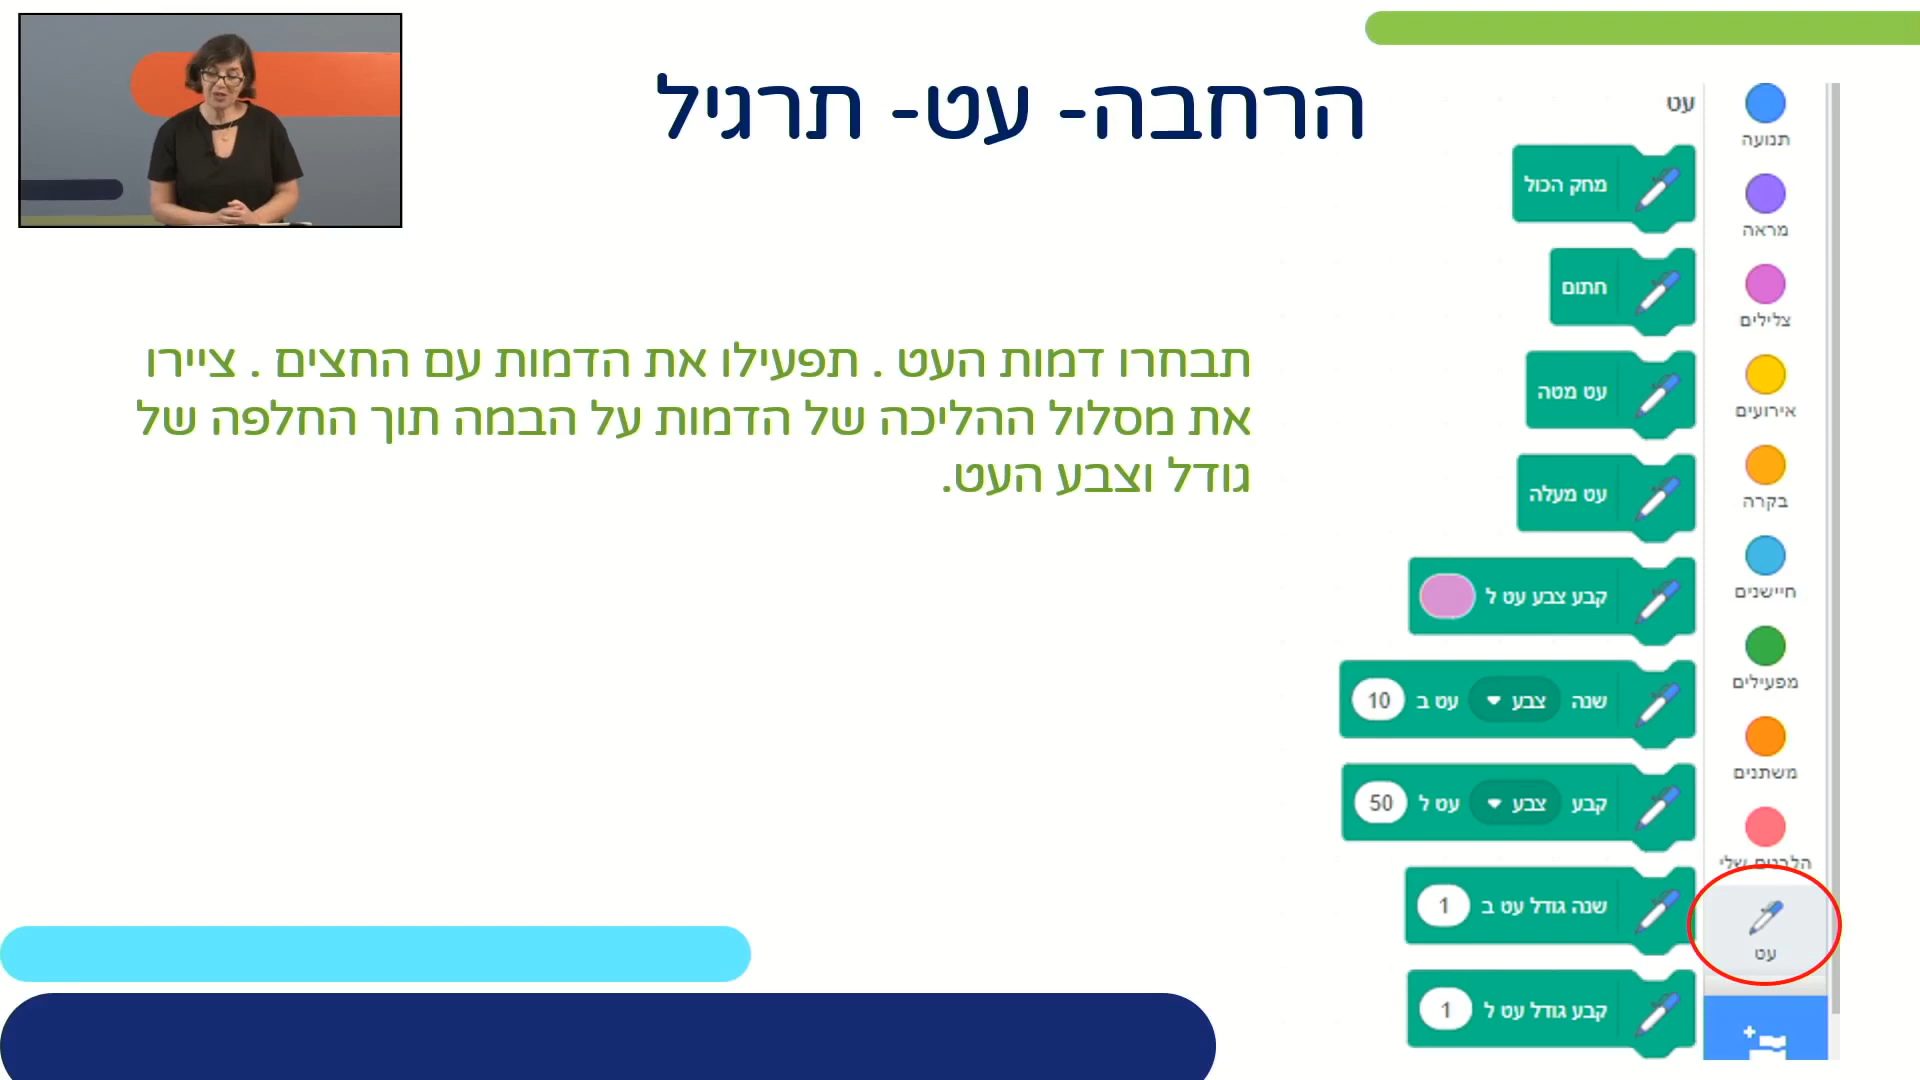 הרחבה- עט- תרגיל
תבחרו דמות העט . תפעילו את הדמות עם החצים . ציירו
את מסלול ההליכה של הדמות על הבמה תוך החלפה של
גודל וצבע העט.
עט
מחק הכול
חתום
עט מטה
עט מעלה
קבע צבע עט ל
שנה צבע עט ב 10
קבע צבע עט ל 50
שנה גודל עט ב 1
קבע גודל עט ל 1
תנועה
מראה
צלילים
אירועים
בקרה
חיישנים
מפעילים
משתנים
הלבנים שלי
עט